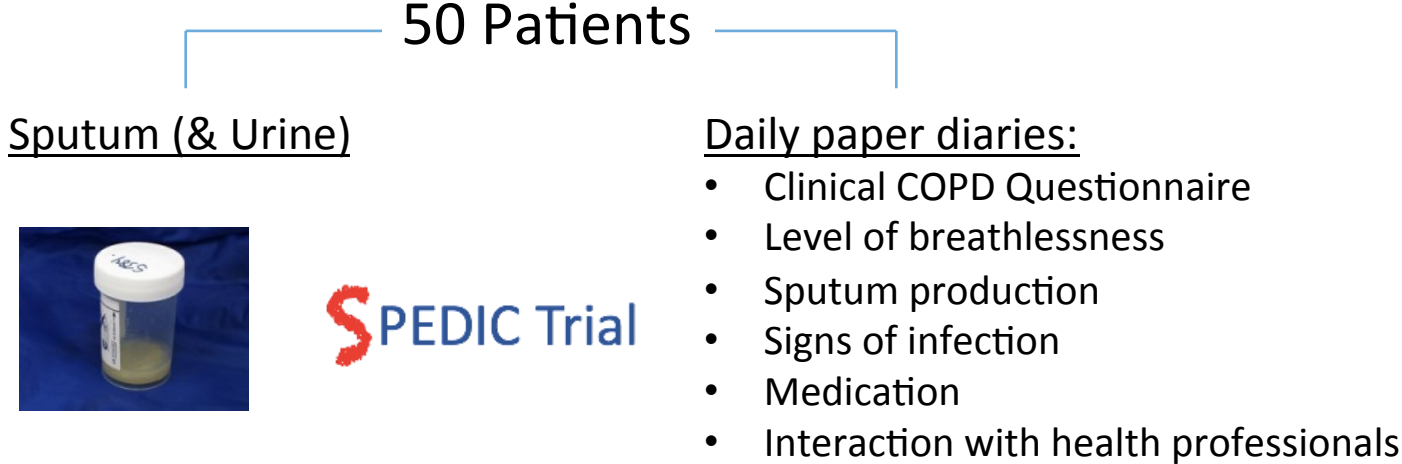 50 Patients
Sputum (& Urine)
SPEDIC Trial
Daily paper diaries:
• Clinical COPD Questionnaire
• Level of breathlessness
• Sputum production
• Signs of infection
• Medication
• Interaction with health professionals